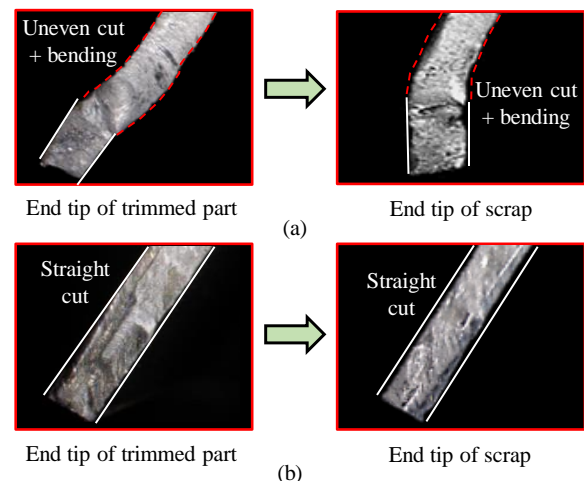 Uneven cut
+ bending
Uneven cut
+ bending
End tip of trimmed part
End tip of scrap
(a)
Straight
cut
Straight
cut
End tip of trimmed part
End tip of scrap
(b)